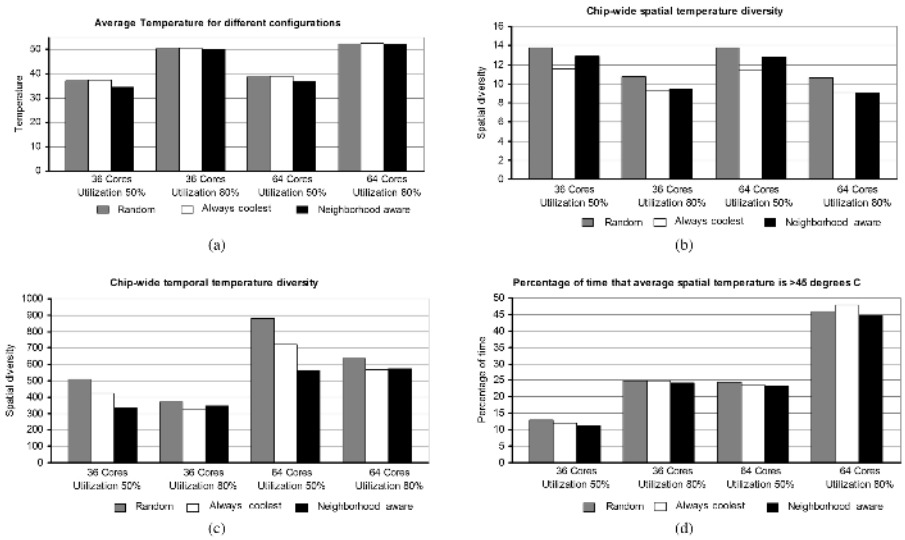 Average Temperature for different configurations
Temperature
50
40
30
20
10
0
36 Cores
Utilization 50%
36 Cores
Utilization 80%
64 Cores
Utilization 50%
64 Cores
Utilization 80%
Random
Always coolest
Neighborhood aware
(a)
Chip-wide spatial temperature diversity
Spatial diversity
16
14
12
10
8
6
4
2
0
36 Cores
Utilization 50%
36 Cores
Utilization 80%
64 Cores
Utilization 50%
64 Cores
Utilization 80%
Random
Always coolest
Neighborhood aware
(b)
Chip-wide temporal temperature diversity
Spatial diversity
1000
900
800
700
600
500
400
300
200
100
0
36 Cores
Utilization 50%
36 Cores
Utilization 80%
64 Cores
Utilization 50%
64 Cores
Utilization 80%
Random
Always coolest
Neighborhood aware
(c)
Percentage of time that average spatial temperature is >45 degrees C
Percentage of time
50
45
40
35
30
25
20
15
10
5
0
36 Cores
Utilization 50%
36 Cores
Utilization 80%
64 Cores
Utilization 50%
64 Cores
Utilization 80%
Random
Always coolest
Neighborhood aware
(d)